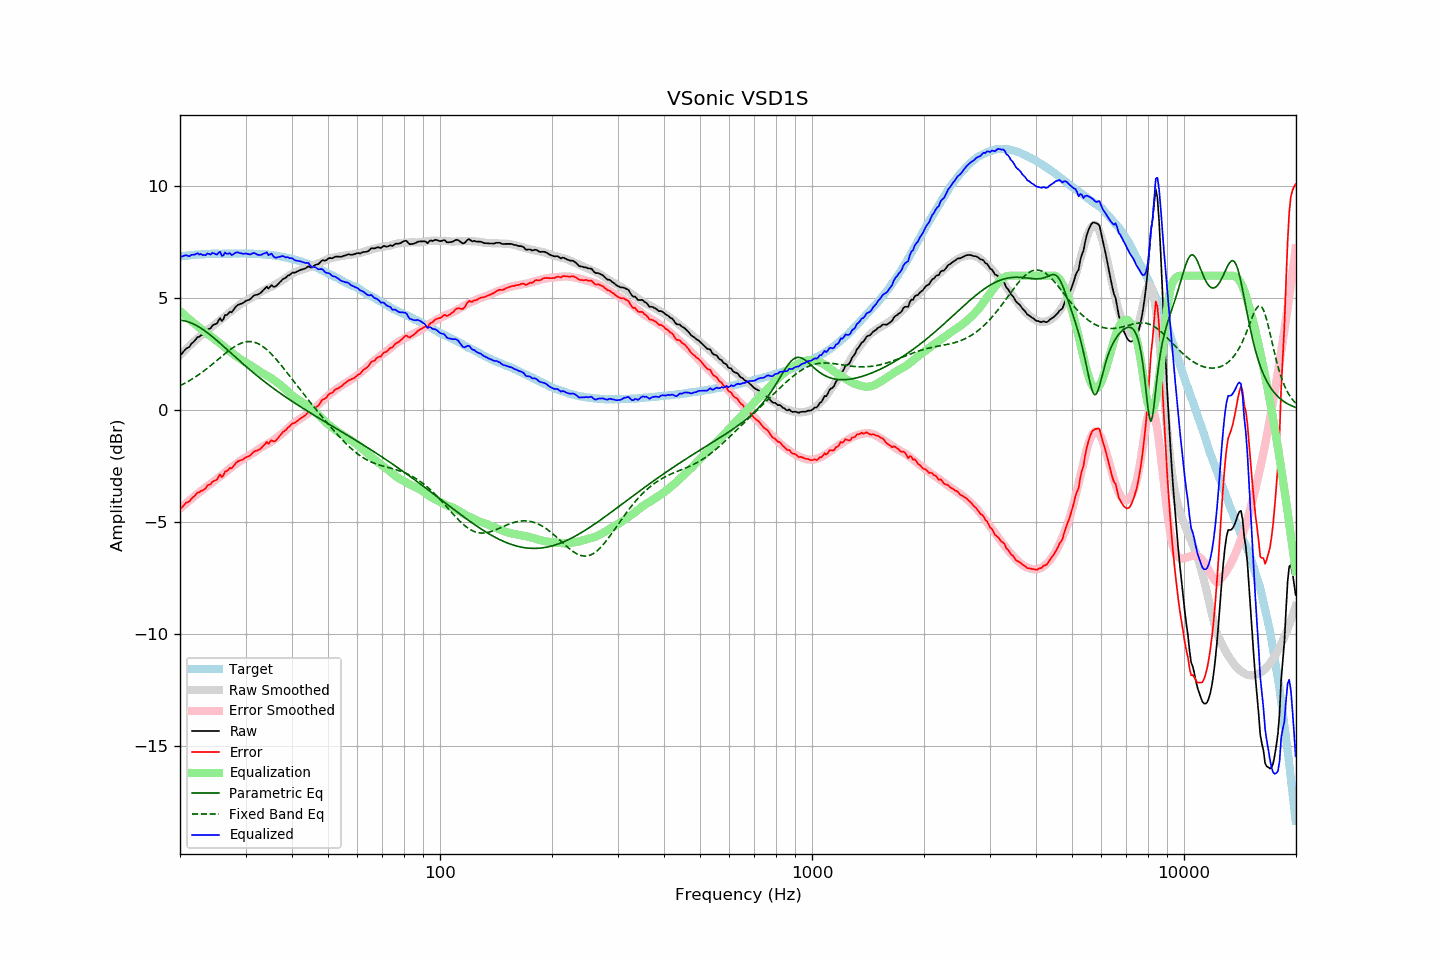 VSonic VSD1S
10
5
0
−5
−10
−15
Amplitude (dBr)
Target
Raw Smoothed
Error Smoothed
Raw
Error
Equalization
Parametric Eq
Fixed Band Eq
Equalized
100
1000
10000
Frequency (Hz)